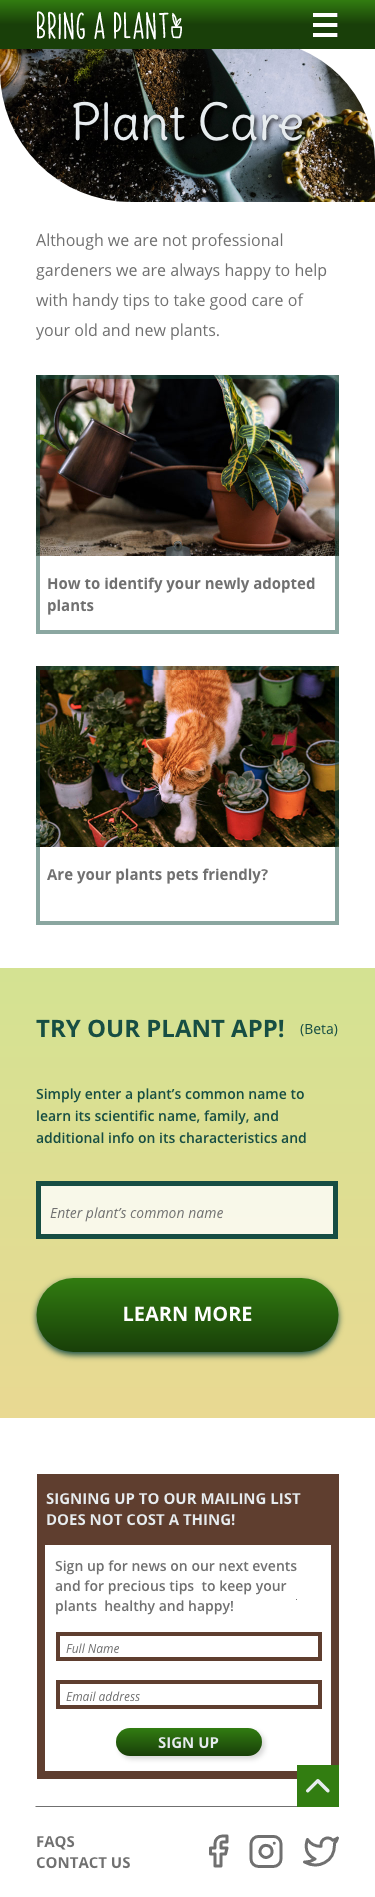 BRING A PLANT
Plant Care
Although we are not professional
gardeners we are always happy to help
with handy tips to take good care of
your old and new plants.
How to identify your newly adopted
plants
Are your plants pets friendly?
TRY OUR PLANT APP! (Beta)
Simply enter a plant’s common name to
learn its scientific name, family, and
additional info on its characteristics and
Enter plant’s common name
LEARN MORE
SIGNING UP TO OUR MAILING LIST
DOES NOT COST A THING!
Sign up for news on our next events
and for precious tips to keep your
plants healthy and happy!
Full Name
Email address
SIGN UP
FAQS
CONTACT US